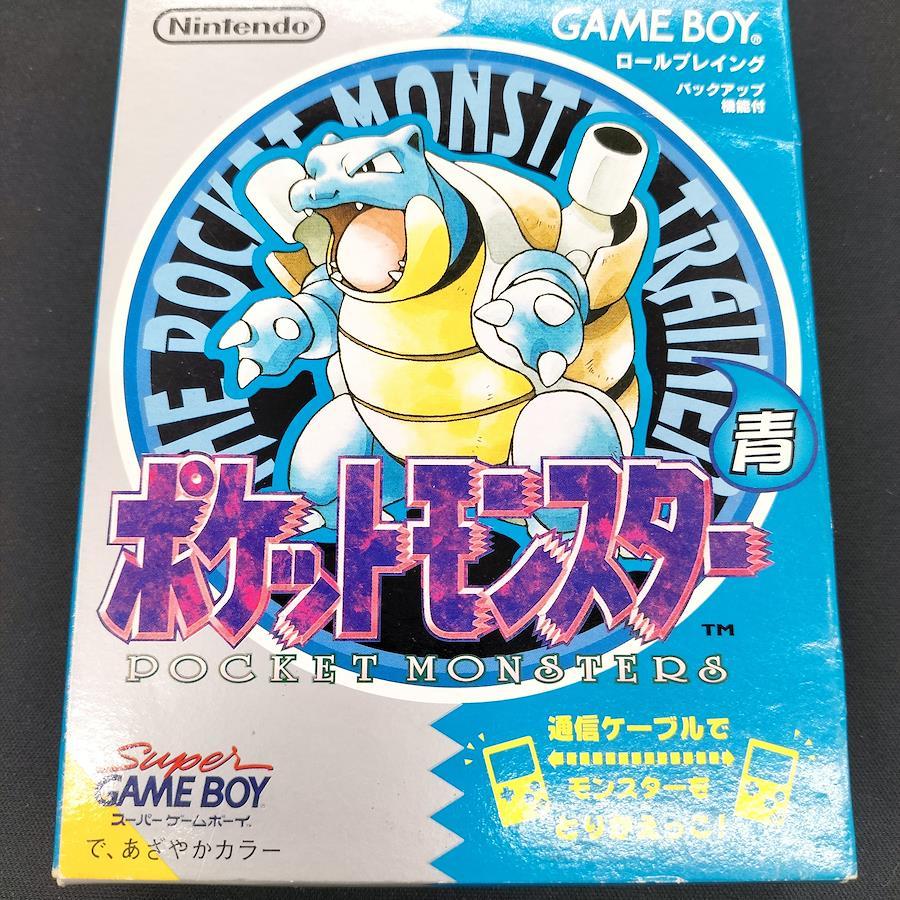 Nintendo®
GAME BOY®
ロールプレイング
バックアップ
機能付
THE POCKET MONSTER TRAINER
青
ポケットモンスター
TM
POCKET MONSTERS
Super
GAME BOY
スーパーゲームボーイ
で、あざやかカラー
通信ケーブルで
モンスターを
とりかえっこ!